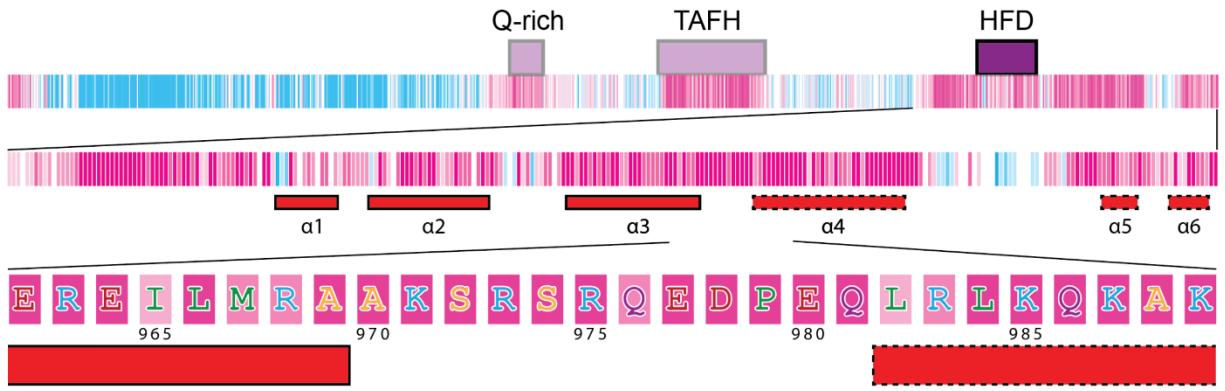 Q-rich TAFH HFD
α1 α2 α3 α4 α5 α6
E R E I L M R A A K S R S R Q E D P E Q L R L K Q K A K
965 970 975 980 985